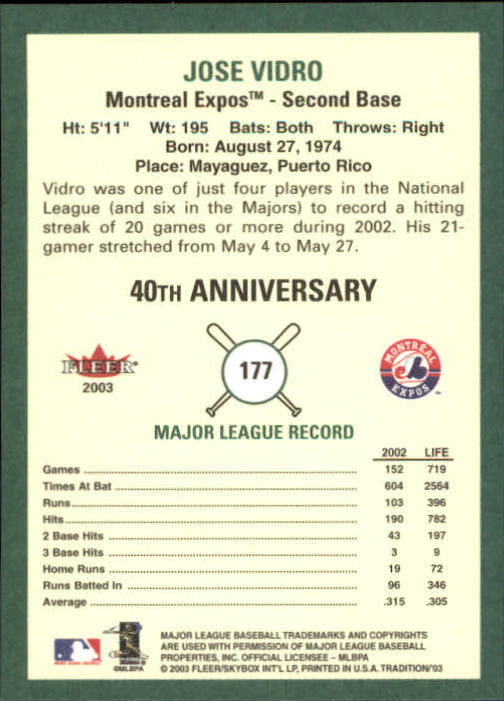 JOSE VIDRO
Montreal Expos™ - Second Base
Ht: 5'11" Wt: 195 Bats: Both Throws: Right
Born: August 27, 1974
Place: Mayaguez, Puerto Rico
Vidro was one of just four players in the National
League (and six in the Majors) to record a hitting
streak of 20 games or more during 2002. His 21-
gamer stretched from May 4 to May 27.
40TH ANNIVERSARY
FLEER®
2003
177
MONTRÉAL
EXPOS™
MAJOR LEAGUE RECORD
2002 LIFE
Games 152 719
Times At Bat 604 2564
Runs 103 396
Hits 190 782
2 Base Hits 43 197
3 Base Hits 3 9
Home Runs 19 72
Runs Batted In 96 346
Average .315 .305
©MLBPA
MAJOR LEAGUE BASEBALL TRADEMARKS AND COPYRIGHTS
ARE USED WITH PERMISSION OF MAJOR LEAGUE BASEBALL
PROPERTIES, INC. OFFICIAL LICENSEE - MLBPA
© 2003 FLEER/SKYBOX INT'L LP, PRINTED IN U.S.A. TRADITION/'03